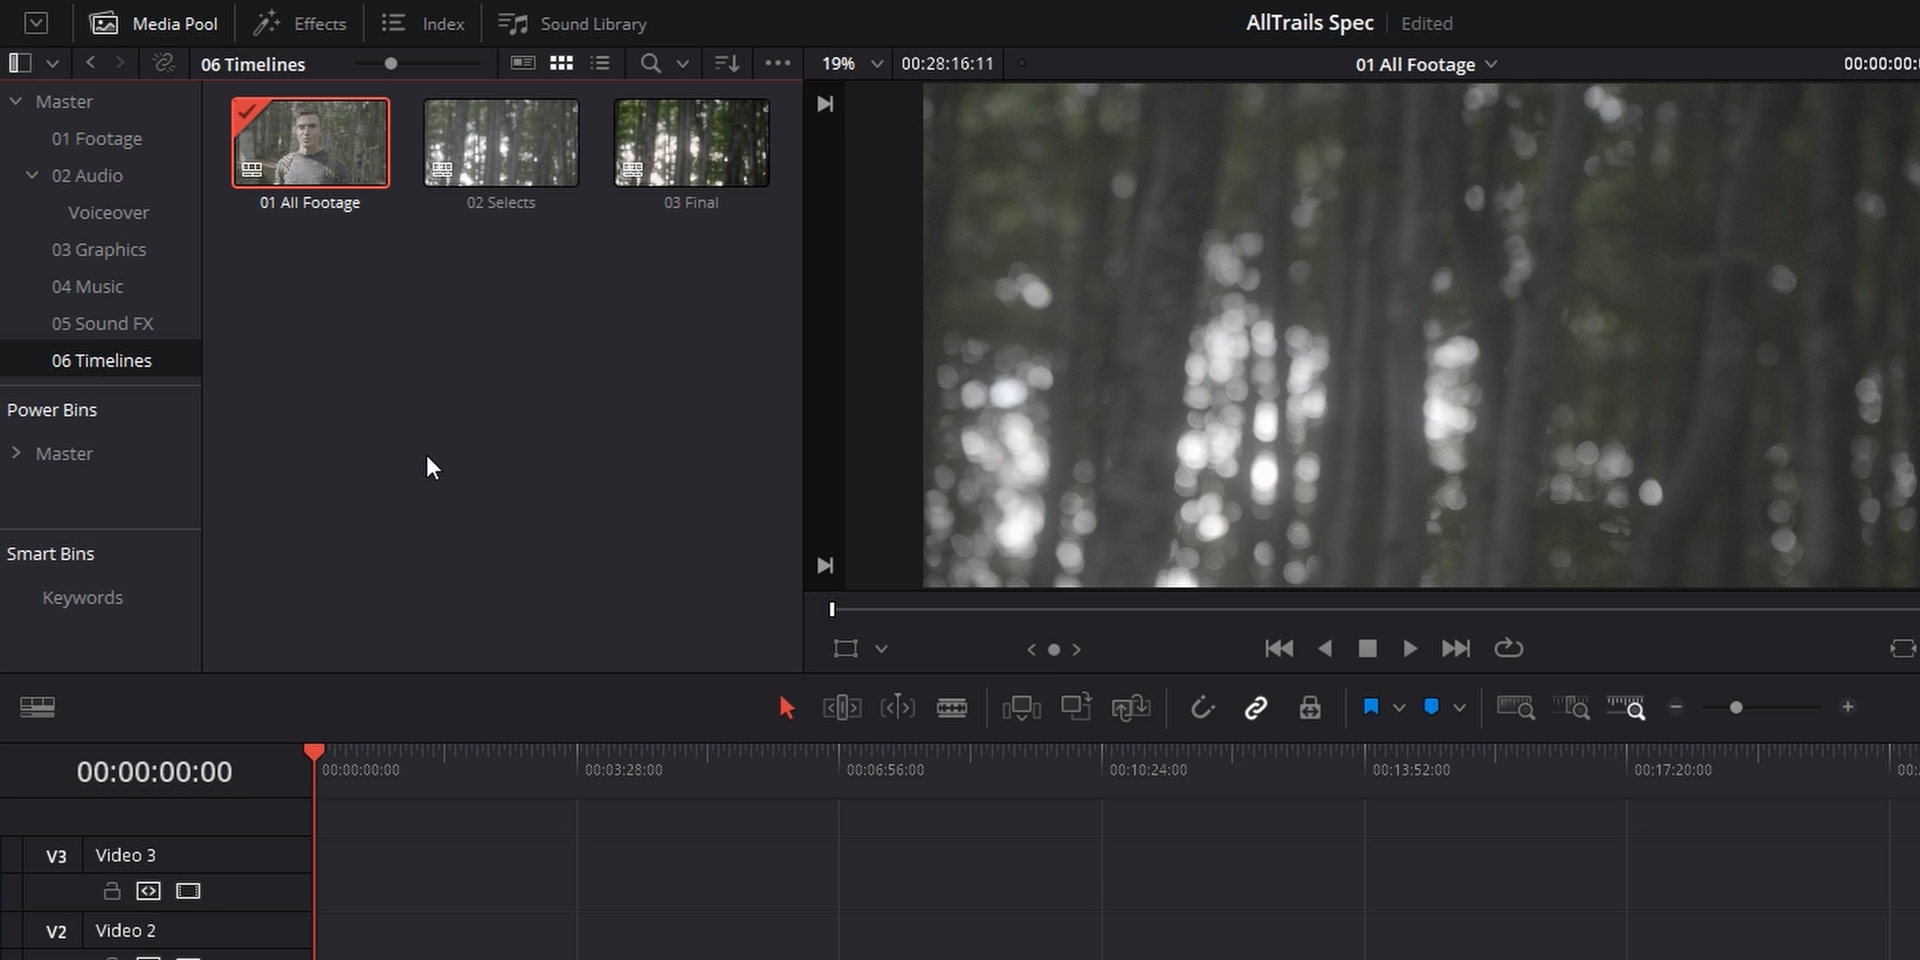 Media Pool Effects Index Sound Library AllTrails Spec Edited
06 Timelines 19% 00:28:16:11 01 All Footage 00:00:00:
Master
01 Footage
02 Audio
Voiceover
03 Graphics
04 Music
05 Sound FX
06 Timelines
Power Bins
Master
Smart Bins
Keywords
01 All Footage 02 Selects 03 Final
00:00:00:00 00:00:00:00 00:03:28:00 00:06:56:00 00:10:24:00 00:13:52:00 00:17:20:00 00:
V3 Video 3
V2 Video 2